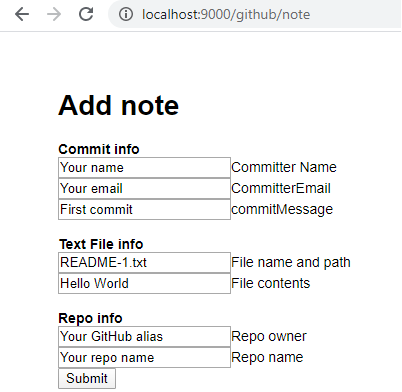 localhost:9000/github/note
Add note
Commit info
Your name Committer Name
Your email CommitterEmail
First commit commitMessage
Text File info
README-1.txt File name and path
Hello World File contents
Repo info
Your GitHub alias Repo owner
Your repo name Repo name
Submit